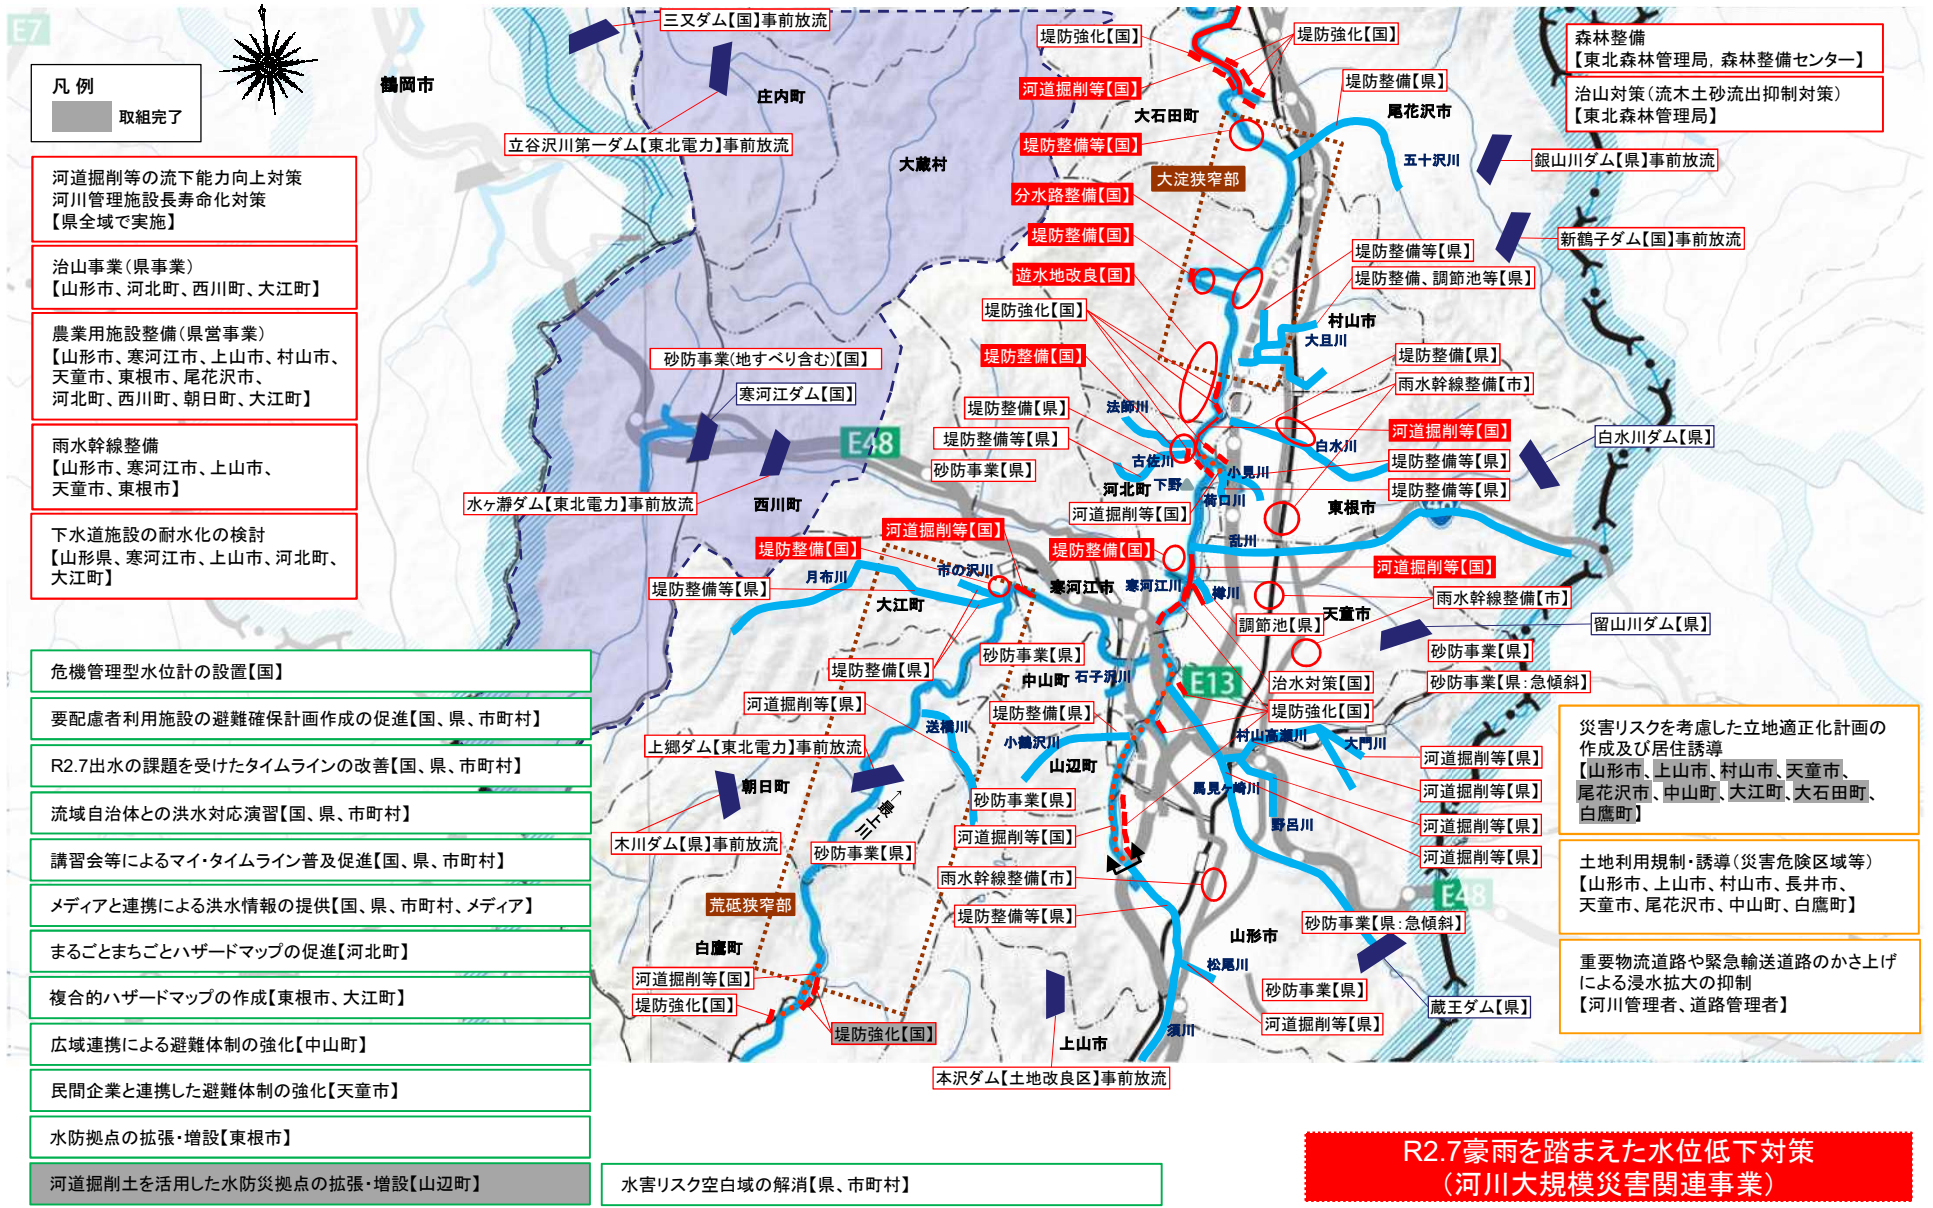 E7
凡 例
取組完了
河道掘削等の流下能力向上対策
河川管理施設長寿命化対策
【県全域で実施】
治山事業(県事業)
【山形市、河北町、西川町、大江町】
農業用施設整備(県営事業)
【山形市、寒河江市、上山市、村山市、
天童市、東根市、尾花沢市、
河北町、西川町、朝日町、大江町】
雨水幹線整備
【山形市、寒河江市、上山市、
天童市、東根市】
下水道施設の耐水化の検討
【山形県、寒河江市、上山市、河北町、
大江町】
危機管理型水位計の設置【国】
要配慮者利用施設の避難確保計画作成の促進【国、県、市町村】
R2.7出水の課題を受けたタイムラインの改善【国、県、市町村】
流域自治体との洪水対応演習【国、県、市町村】
講習会等によるマイ・タイムライン普及促進【国、県、市町村】
メディアと連携による洪水情報の提供【国、県、市町村、メディア】
まるごとまちごとハザードマップの促進【河北町】
複合的ハザードマップの作成【東根市、大江町】
広域連携による避難体制の強化【中山町】
民間企業と連携した避難体制の強化【天童市】
水防拠点の拡張・増設【東根市】
河道掘削土を活用した水防災拠点の拡張・増設【山辺町】
水害リスク空白域の解消【県、市町村】
鶴岡市
三又ダム【国】事前放流
庄内町
立谷沢川第一ダム【東北電力】事前放流
大蔵村
砂防事業(地すべり含む)【国】
寒河江ダム【国】
E48
水ヶ瀞ダム【東北電力】事前放流
西川町
堤防強化【国】
堤防強化【国】
河道掘削等【国】
大石田町
堤防整備【県】
尾花沢市
堤防整備等【国】
五十沢川
銀山川ダム【県】事前放流
大淀狭窄部
分水路整備【国】
堤防整備【国】
新鶴子ダム【国】事前放流
堤防整備等【県】
遊水地改良【国】
堤防整備、調節池等【県】
堤防強化【国】
村山市
大旦川
堤防整備【国】
堤防整備【県】
雨水幹線整備【市】
堤防整備【県】
法師川
河道掘削等【国】
堤防整備等【県】
白水川
白水川ダム【県】
古佐川
堤防整備等【県】
砂防事業【県】
小見川
河北町
下野
堤防整備等【県】
荷口川
河道掘削等【国】
東根市
河道掘削等【国】
乱川
堤防整備【国】
堤防整備【国】
月布川
市の沢川
河道掘削等【国】
堤防整備等【県】
寒河江市
寒河江川
大江町
樽川
雨水幹線整備【市】
天童市
調節池【県】
留山川ダム【県】
砂防事業【県】
砂防事業【県】
堤防整備【県】
中山町
石子沢川
E13
治水対策【国】
砂防事業【県:急傾斜】
河道掘削等【県】
堤防整備【県】
堤防強化【国】
送橋川
小鶴沢川
村山高瀬川
大門川
上郷ダム【東北電力】事前放流
山辺町
河道掘削等【県】
朝日町
馬見ヶ崎川
河道掘削等【県】
砂防事業【県】
←最上川
野呂川
河道掘削等【県】
河道掘削等【国】
木川ダム【県】事前放流
砂防事業【県】
河道掘削等【県】
雨水幹線整備【市】
E48
荒砥狭窄部
堤防整備等【県】
砂防事業【県:急傾斜】
山形市
白鷹町
松尾川
河道掘削等【国】
砂防事業【県】
堤防強化【国】
蔵王ダム【県】
河道掘削等【県】
堤防強化【国】
須川
上山市
本沢ダム【土地改良区】事前放流
森林整備
【東北森林管理局, 森林整備センター】
治山対策(流木土砂流出抑制対策)
【東北森林管理局】
災害リスクを考慮した立地適正化計画の
作成及び居住誘導
【山形市、上山市、村山市、天童市、
尾花沢市、中山町、大江町、大石田町、
白鷹町】
土地利用規制・誘導(災害危険区域等)
【山形市、上山市、村山市、長井市、
天童市、尾花沢市、中山町、白鷹町】
重要物流道路や緊急輸送道路のかさ上げ
による浸水拡大の抑制
【河川管理者、道路管理者】
R2.7豪雨を踏まえた水位低下対策
(河川大規模災害関連事業)